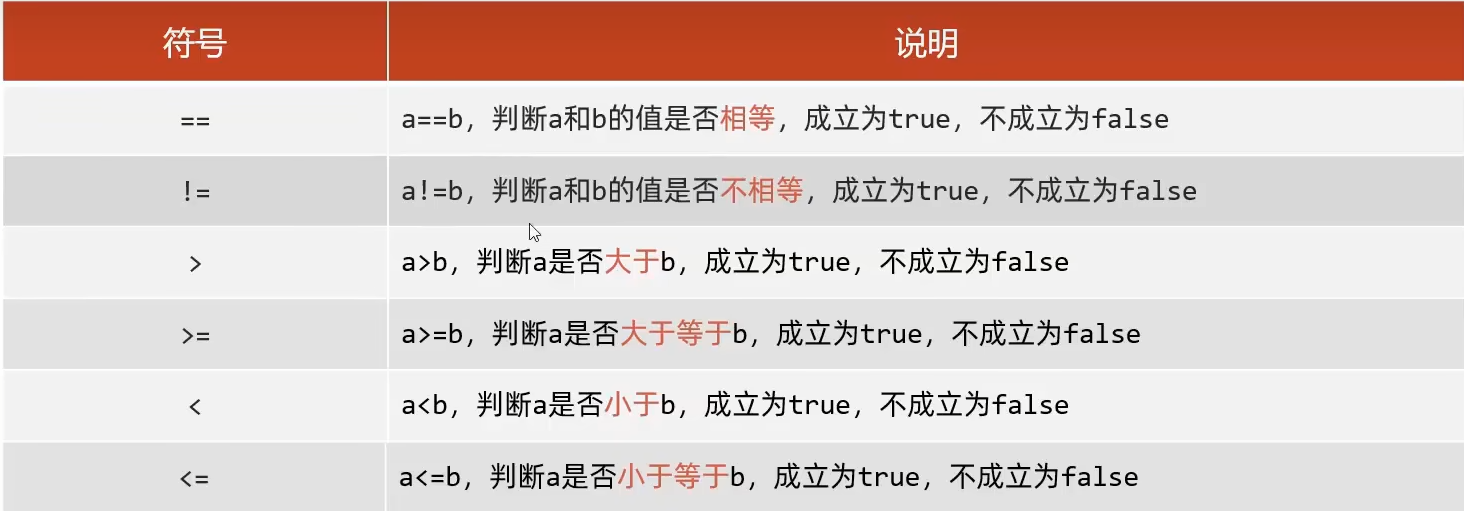 符号
说明
==
a==b，判断a和b的值是否相等，成立为true，不成立为false
!=
a!=b，判断a和b的值是否不相等，成立为true，不成立为false
>
a>b，判断a是否大于b，成立为true，不成立为false
>=
a>=b，判断a是否大于等于b，成立为true，不成立为false
<
a<b，判断a是否小于b，成立为true，不成立为false
<=
a<=b，判断a是否小于等于b，成立为true，不成立为false